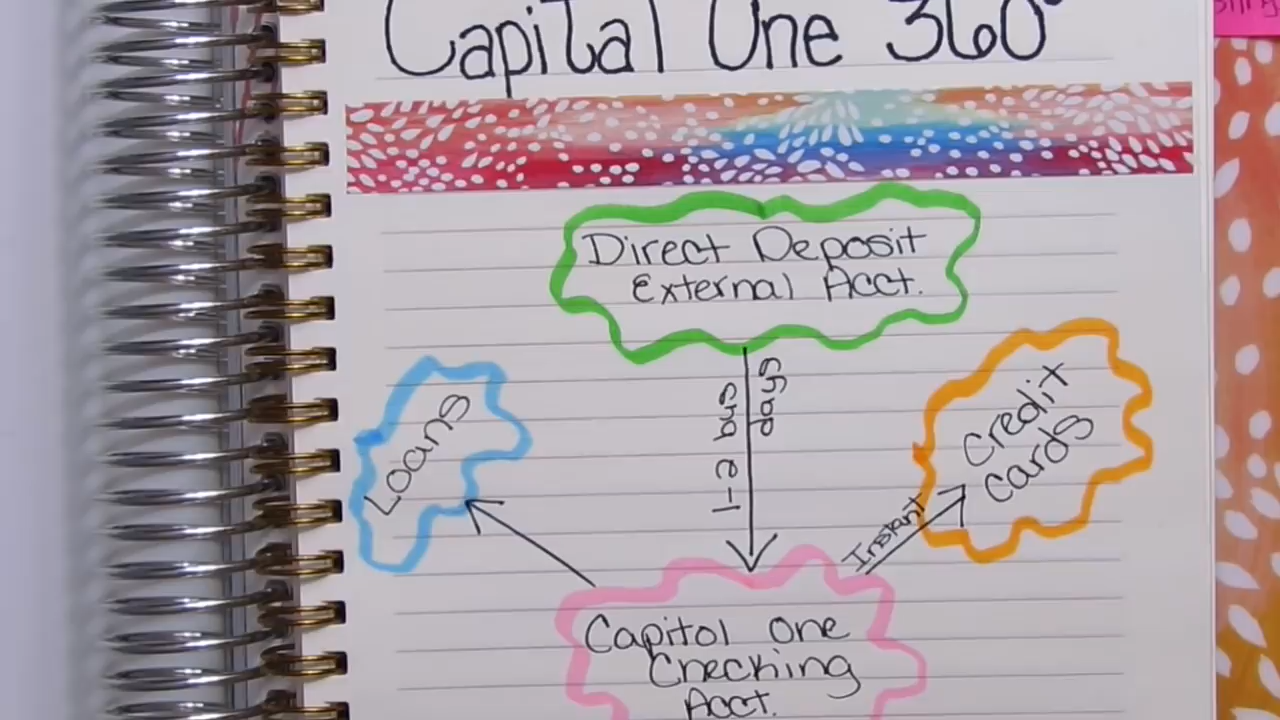 Capital One 360°
Direct Deposit
External Acct.
Loans
1-2 bus
days
Credit
Cards
Instant
Capitol One
Checking
Acct.